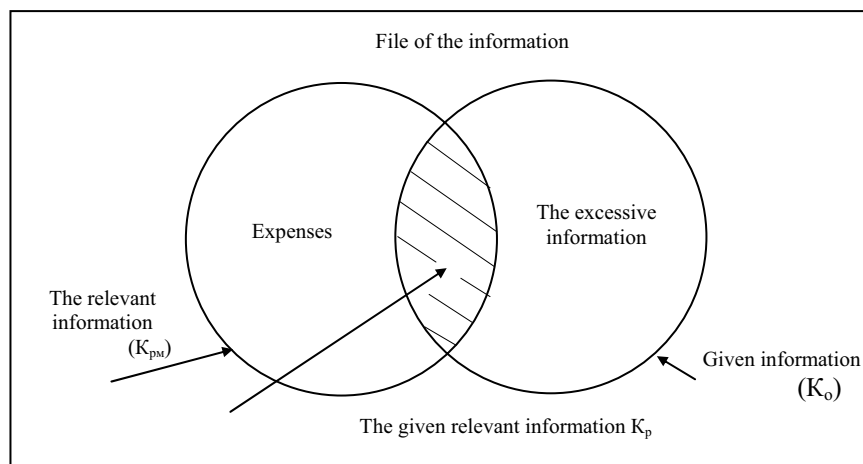 File of the information
Expenses
The excessive
information
The relevant
information
(Kрм)
Given information
(Kо)
The given relevant information Kр